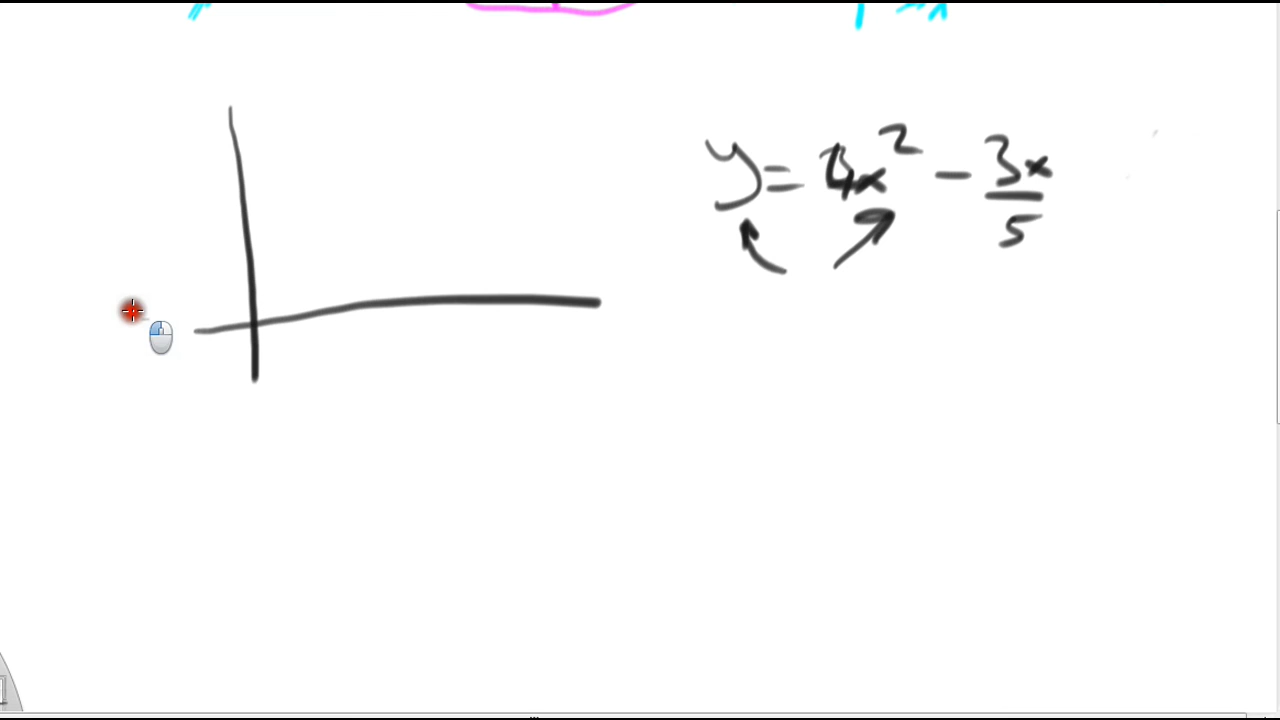 y = 4x² - 3x/5